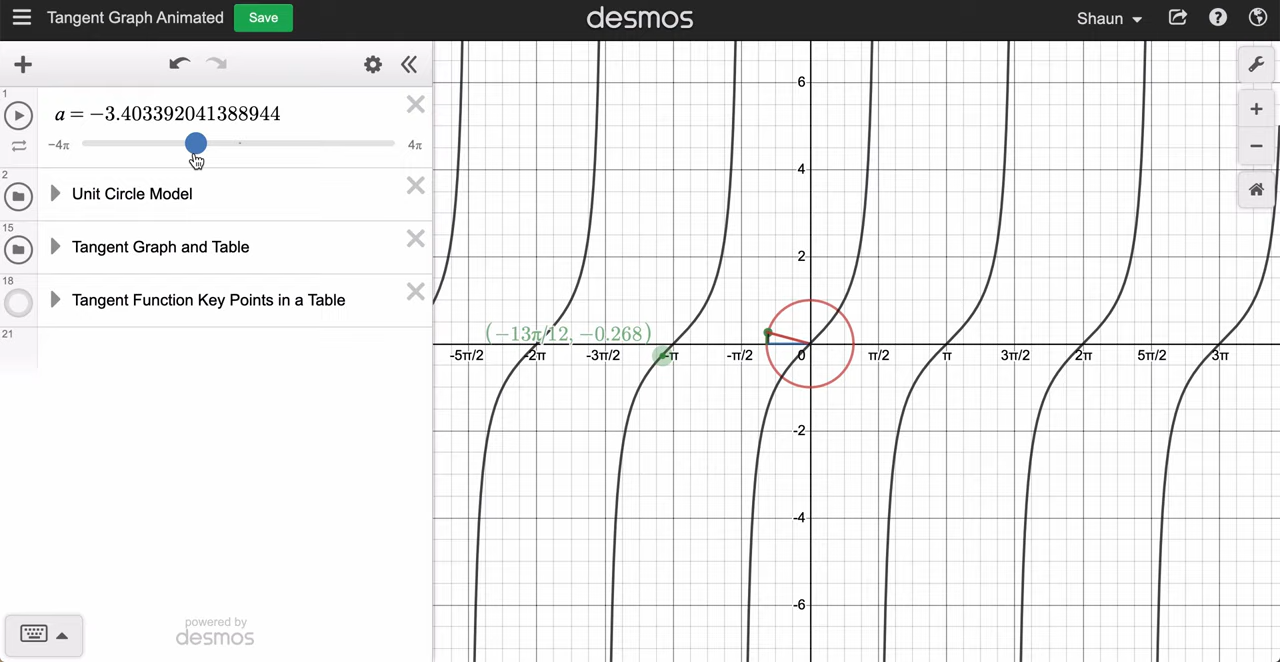 Tangent Graph Animated Save desmos Shaun
1
a = −3.403392041388944
−4π 4π
2
Unit Circle Model
15
Tangent Graph and Table
18
Tangent Function Key Points in a Table
21
powered by
desmos
6
4
2
(−13π/12, −0.268)
-5π/2 -2π -3π/2 -π -π/2 0 π/2 π 3π/2 2π 5π/2 3π
-2
-4
-6